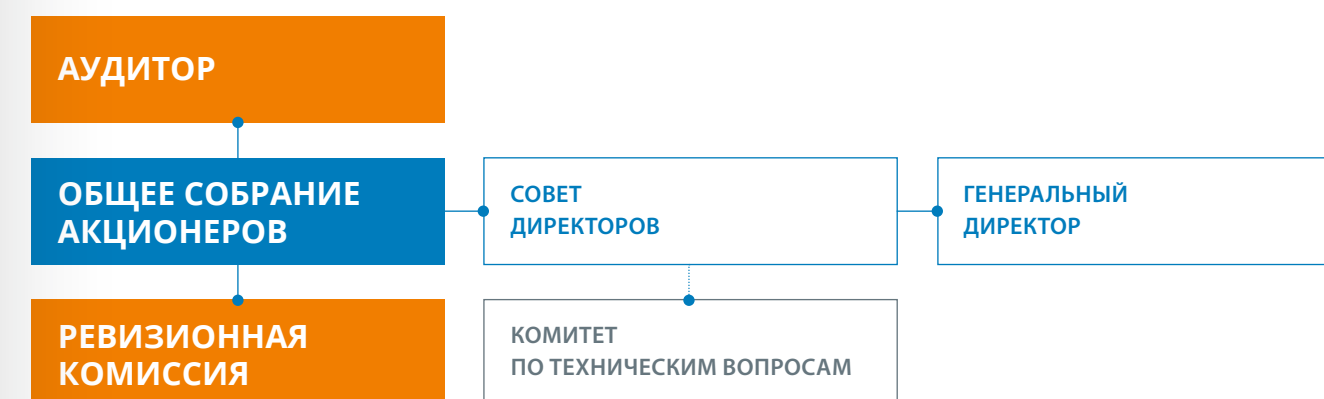 АУДИТОР
ОБЩЕЕ СОБРАНИЕ
АКЦИОНЕРОВ
СОВЕТ
ДИРЕКТОРОВ
ГЕНЕРАЛЬНЫЙ
ДИРЕКТОР
РЕВИЗИОННАЯ
КОМИССИЯ
КОМИТЕТ
ПО ТЕХНИЧЕСКИМ ВОПРОСАМ